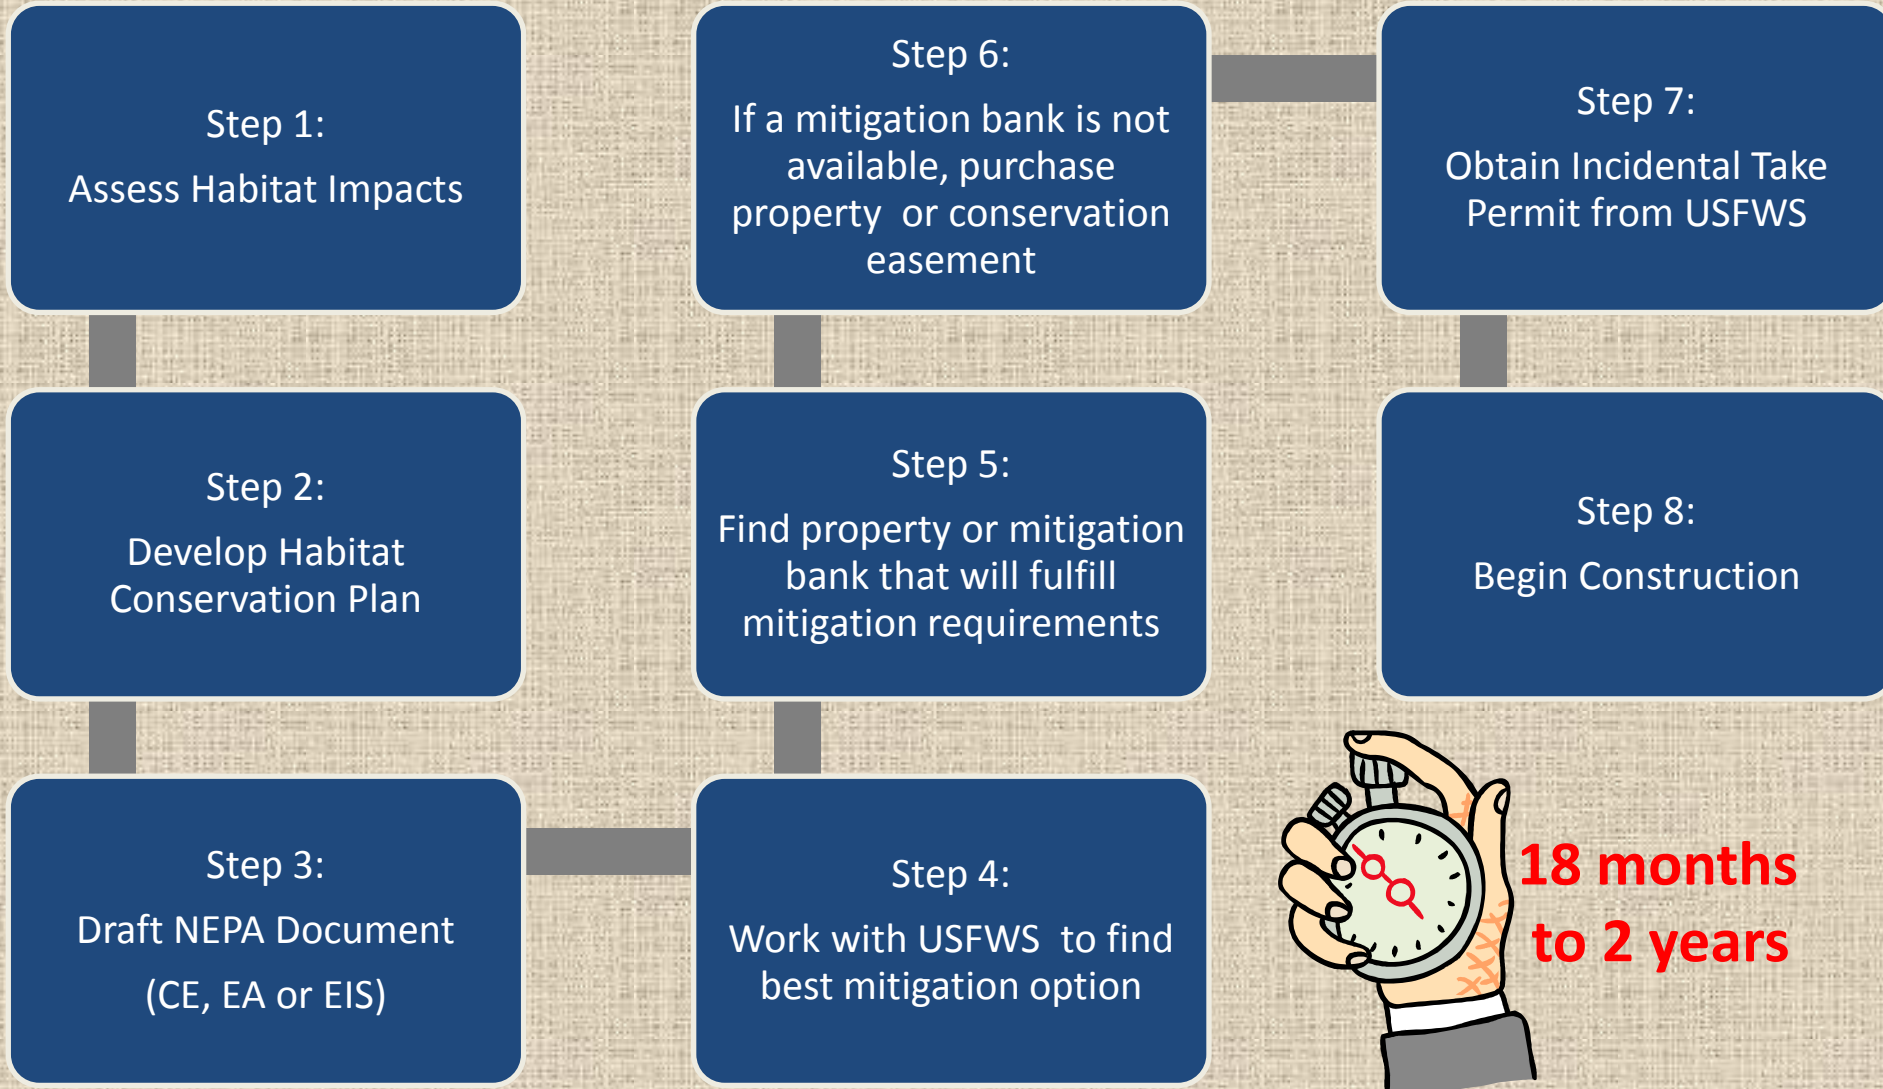 Step 1:
Assess Habitat Impacts
Step 2:
Develop Habitat
Conservation Plan
Step 3:
Draft NEPA Document
(CE, EA or EIS)
Step 4:
Work with USFWS  to find
best mitigation option
Step 5:
Find property or mitigation
bank that will fulfill
mitigation requirements
Step 6:
If a mitigation bank is not
available, purchase
property  or conservation
easement
Step 7:
Obtain Incidental Take
Permit from USFWS
Step 8:
Begin Construction
18 months
to 2 years